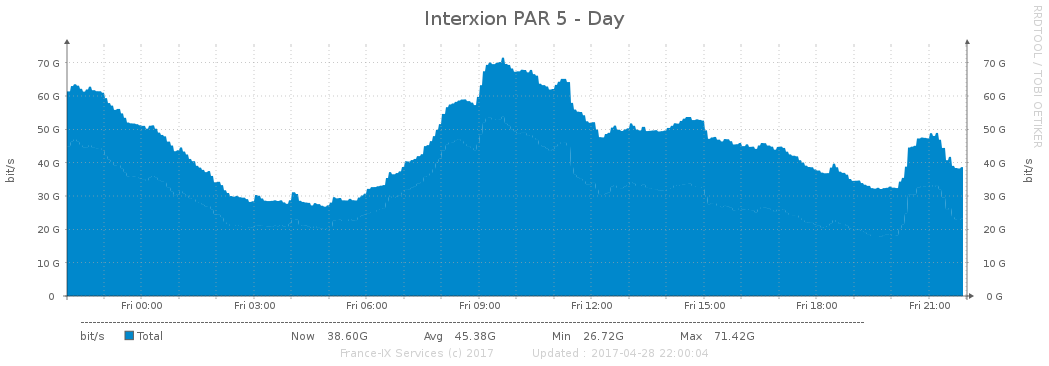 Interxion PAR 5 - Day
RRDTOOL / TOBI OETIKER
bit/s
70 G 70 G
60 G 60 G
50 G 50 G
40 G 40 G
30 G 30 G
20 G 20 G
10 G 10 G
0 0 G
bit/s
Fri 00:00 Fri 03:00 Fri 06:00 Fri 09:00 Fri 12:00 Fri 15:00 Fri 18:00 Fri 21:00
bit/s Total Now 38.60G Avg 45.38G Min 26.72G Max 71.42G
France-IX Services (c) 2017 Updated : 2017-04-28 22:00:04